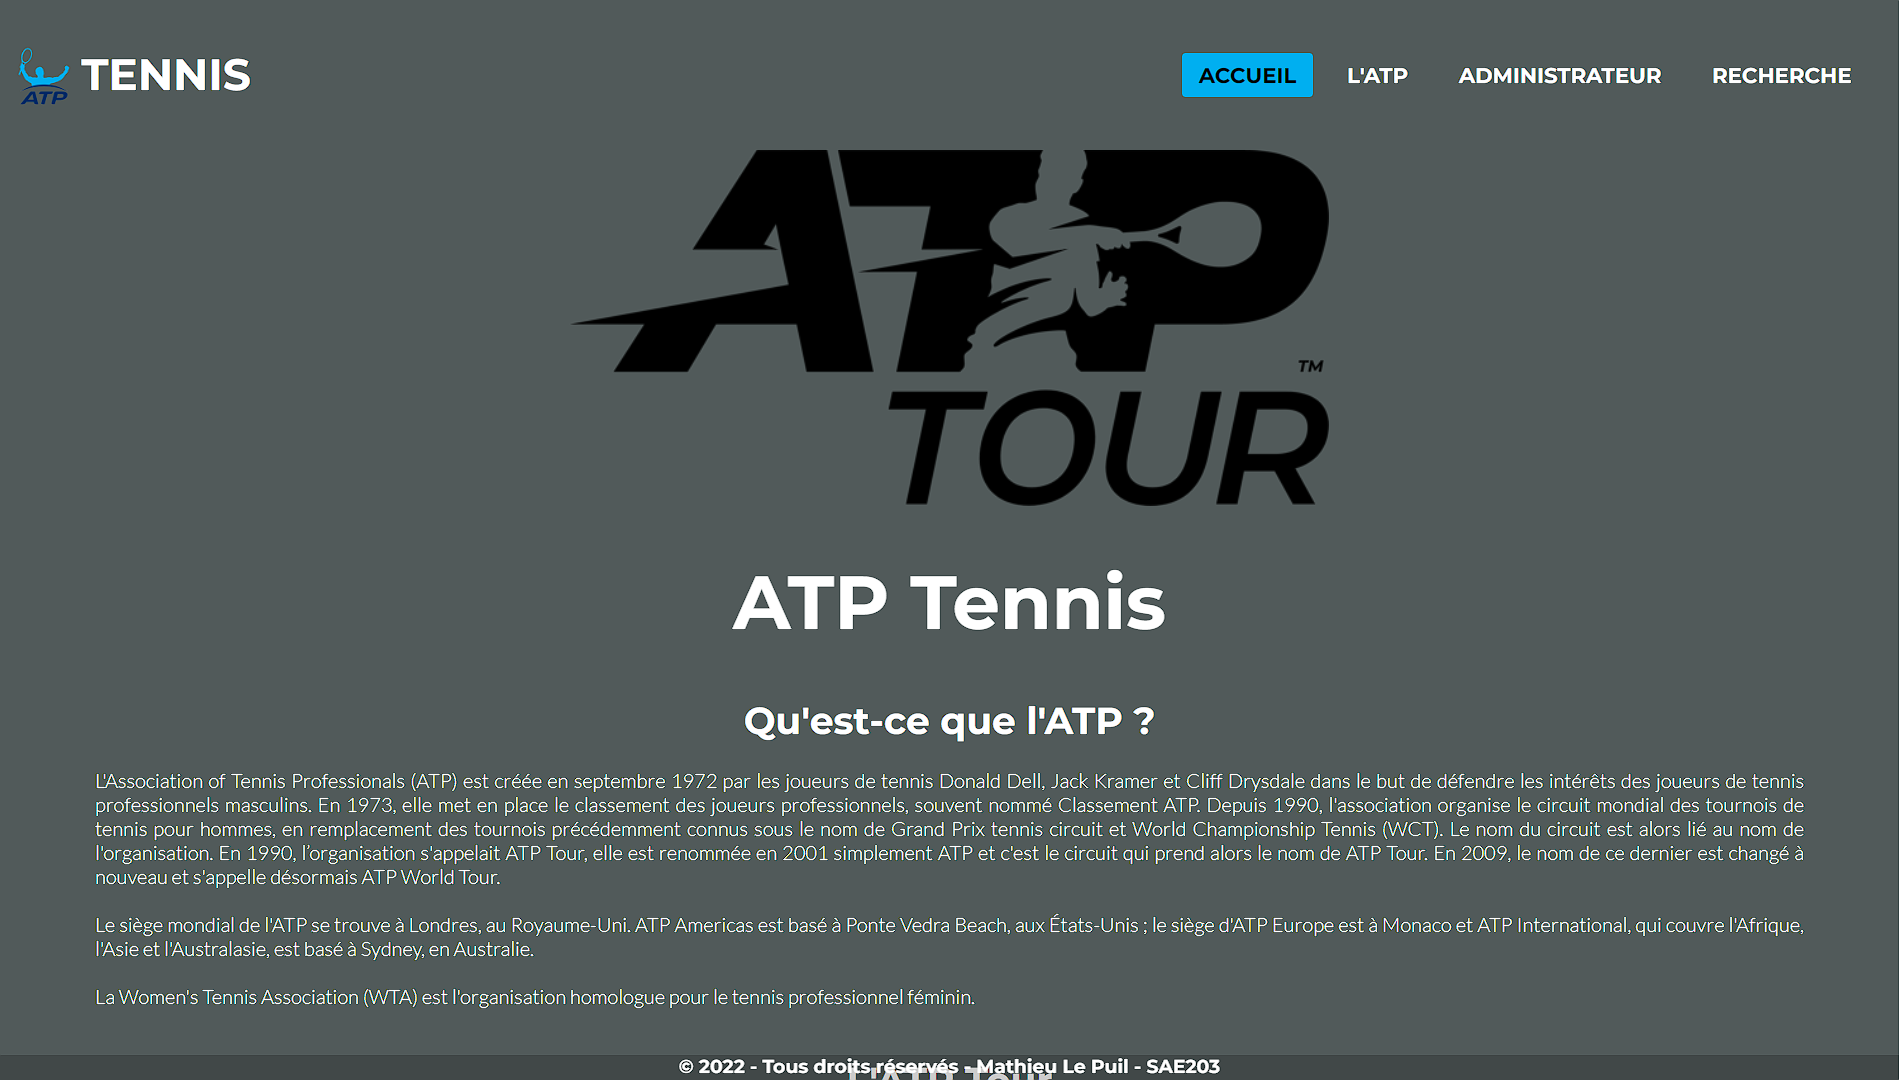 ATP
TENNIS
ACCUEIL
L'ATP
ADMINISTRATEUR
RECHERCHE
ATP
TM
TOUR
ATP Tennis
Qu'est-ce que l'ATP ?
L'Association of Tennis Professionals (ATP) est créée en septembre 1972 par les joueurs de tennis Donald Dell, Jack Kramer et Cliff Drysdale dans le but de défendre les intérêts des joueurs de tennis
professionnels masculins. En 1973, elle met en place le classement des joueurs professionnels, souvent nommé Classement ATP. Depuis 1990, l'association organise le circuit mondial des tournois de
tennis pour hommes, en remplacement des tournois précédemment connus sous le nom de Grand Prix tennis circuit et World Championship Tennis (WCT). Le nom du circuit est alors lié au nom de
l'organisation. En 1990, l’organisation s'appelait ATP Tour, elle est renommée en 2001 simplement ATP et c'est le circuit qui prend alors le nom de ATP Tour. En 2009, le nom de ce dernier est changé à
nouveau et s'appelle désormais ATP World Tour.
Le siège mondial de l'ATP se trouve à Londres, au Royaume-Uni. ATP Americas est basé à Ponte Vedra Beach, aux États-Unis ; le siège d'ATP Europe est à Monaco et ATP International, qui couvre l'Afrique,
l'Asie et l'Australasie, est basé à Sydney, en Australie.
La Women's Tennis Association (WTA) est l'organisation homologue pour le tennis professionnel féminin.
© 2022 - Tous droits réservés - Mathieu Le Puil - SAE203
L'ATP Tour